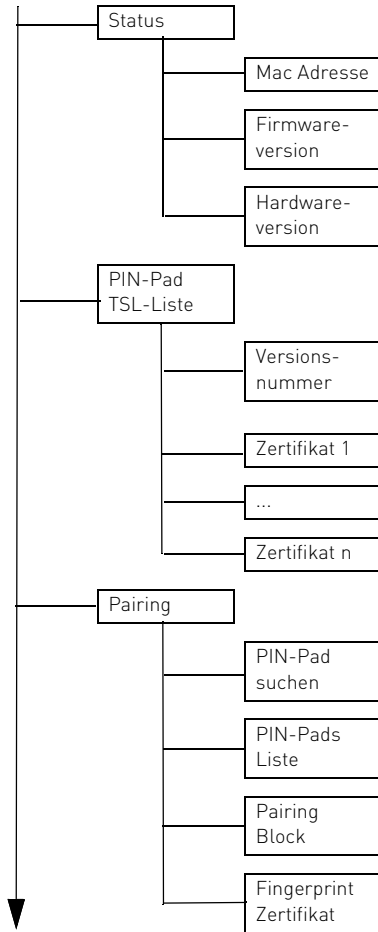 Status
Mac Adresse
Firmware-
version
Hardware-
version
PIN-Pad
TSL-Liste
Versions-
nummer
Zertifikat 1
...
Zertifikat n
Pairing
PIN-Pad
suchen
PIN-Pads
Liste
Pairing
Block
Fingerprint
Zertifikat